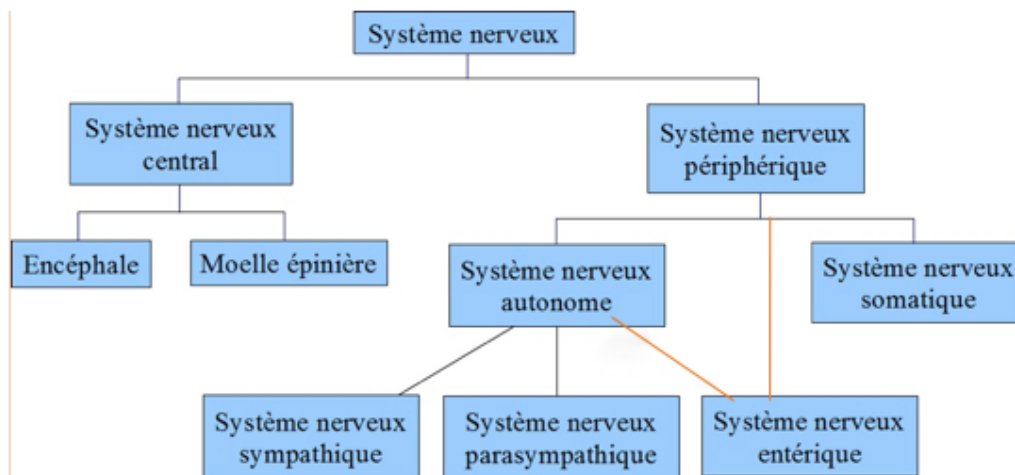 Système nerveux
Système nerveux
central
Système nerveux
périphérique
Encéphale
Moelle épinière
Système nerveux
autonome
Système nerveux
somatique
Système nerveux
sympathique
Système nerveux
parasympathique
Système nerveux
entérique